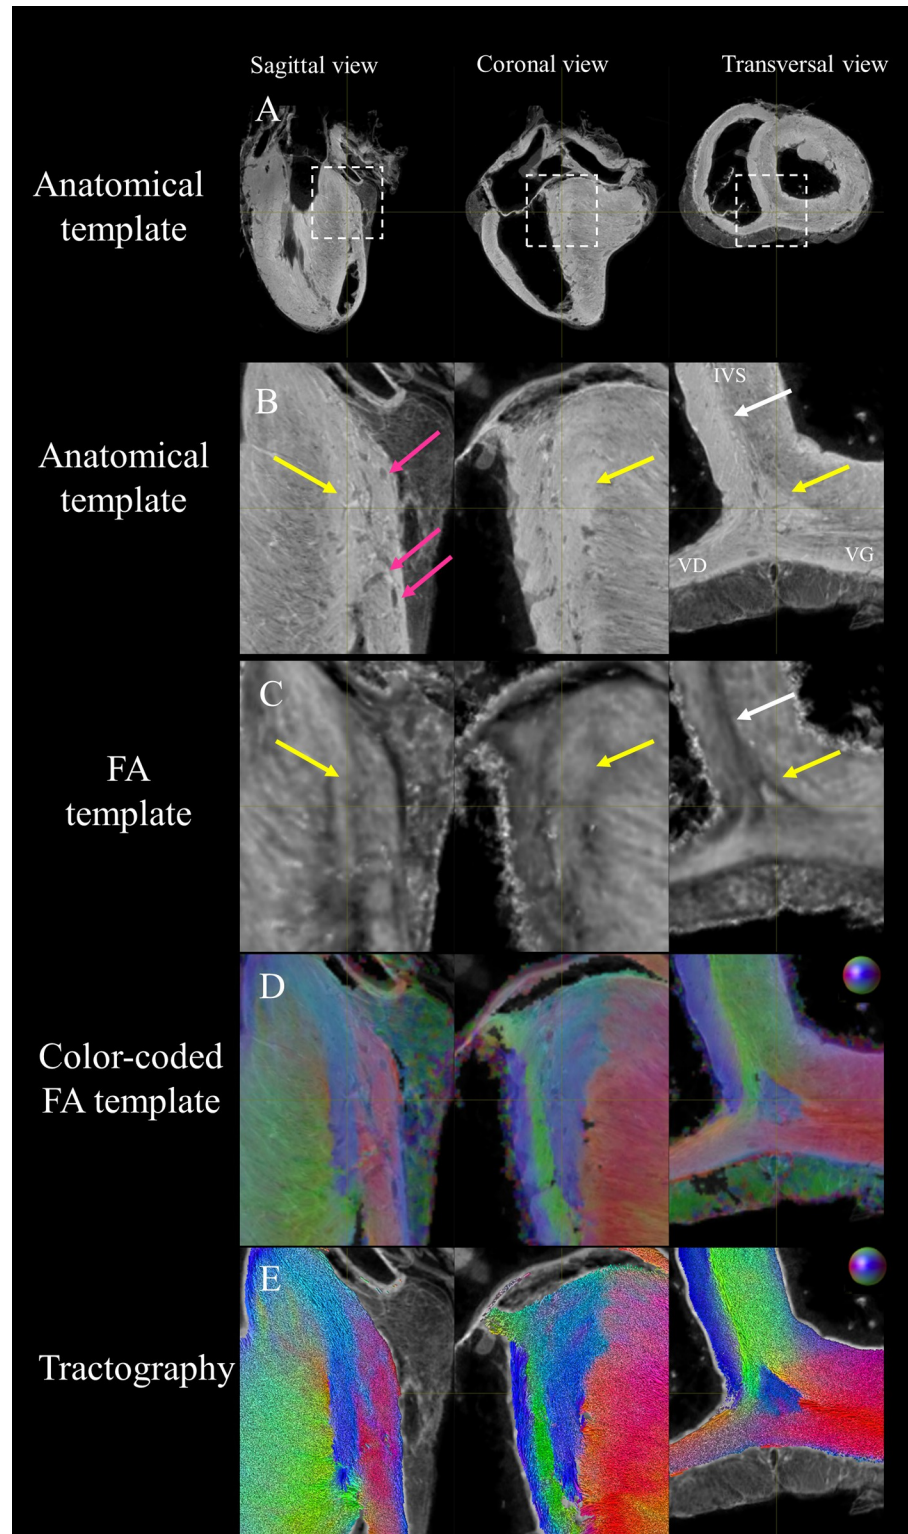 Sagittal view
Coronal view
Transversal view
A
Anatomical
template
B
IVS
Anatomical
template
VD
VG
C
FA
template
D
Color-coded
FA template
E
Tractography